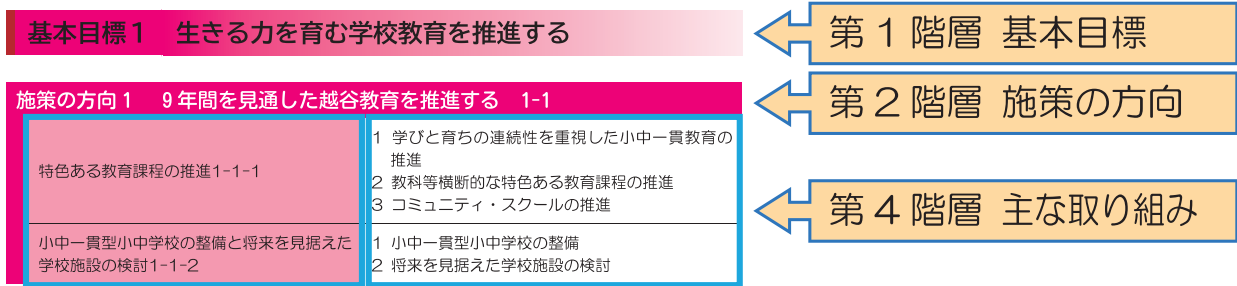 基本目標1 生きる力を育む学校教育を推進する
第1階層 基本目標
施策の方向1 9年間を見通した越谷教育を推進する 1-1
第2階層 施策の方向
特色ある教育課程の推進1-1-1
1 学びと育ちの連続性を重視した小中一貫教育の
推進
2 教科等横断的な特色ある教育課程の推進
3 コミュニティ・スクールの推進
第4階層 主な取り組み
小中一貫型小中学校の整備と将来を見据えた
学校施設の検討1-1-2
1 小中一貫型小中学校の整備
2 将来を見据えた学校施設の検討